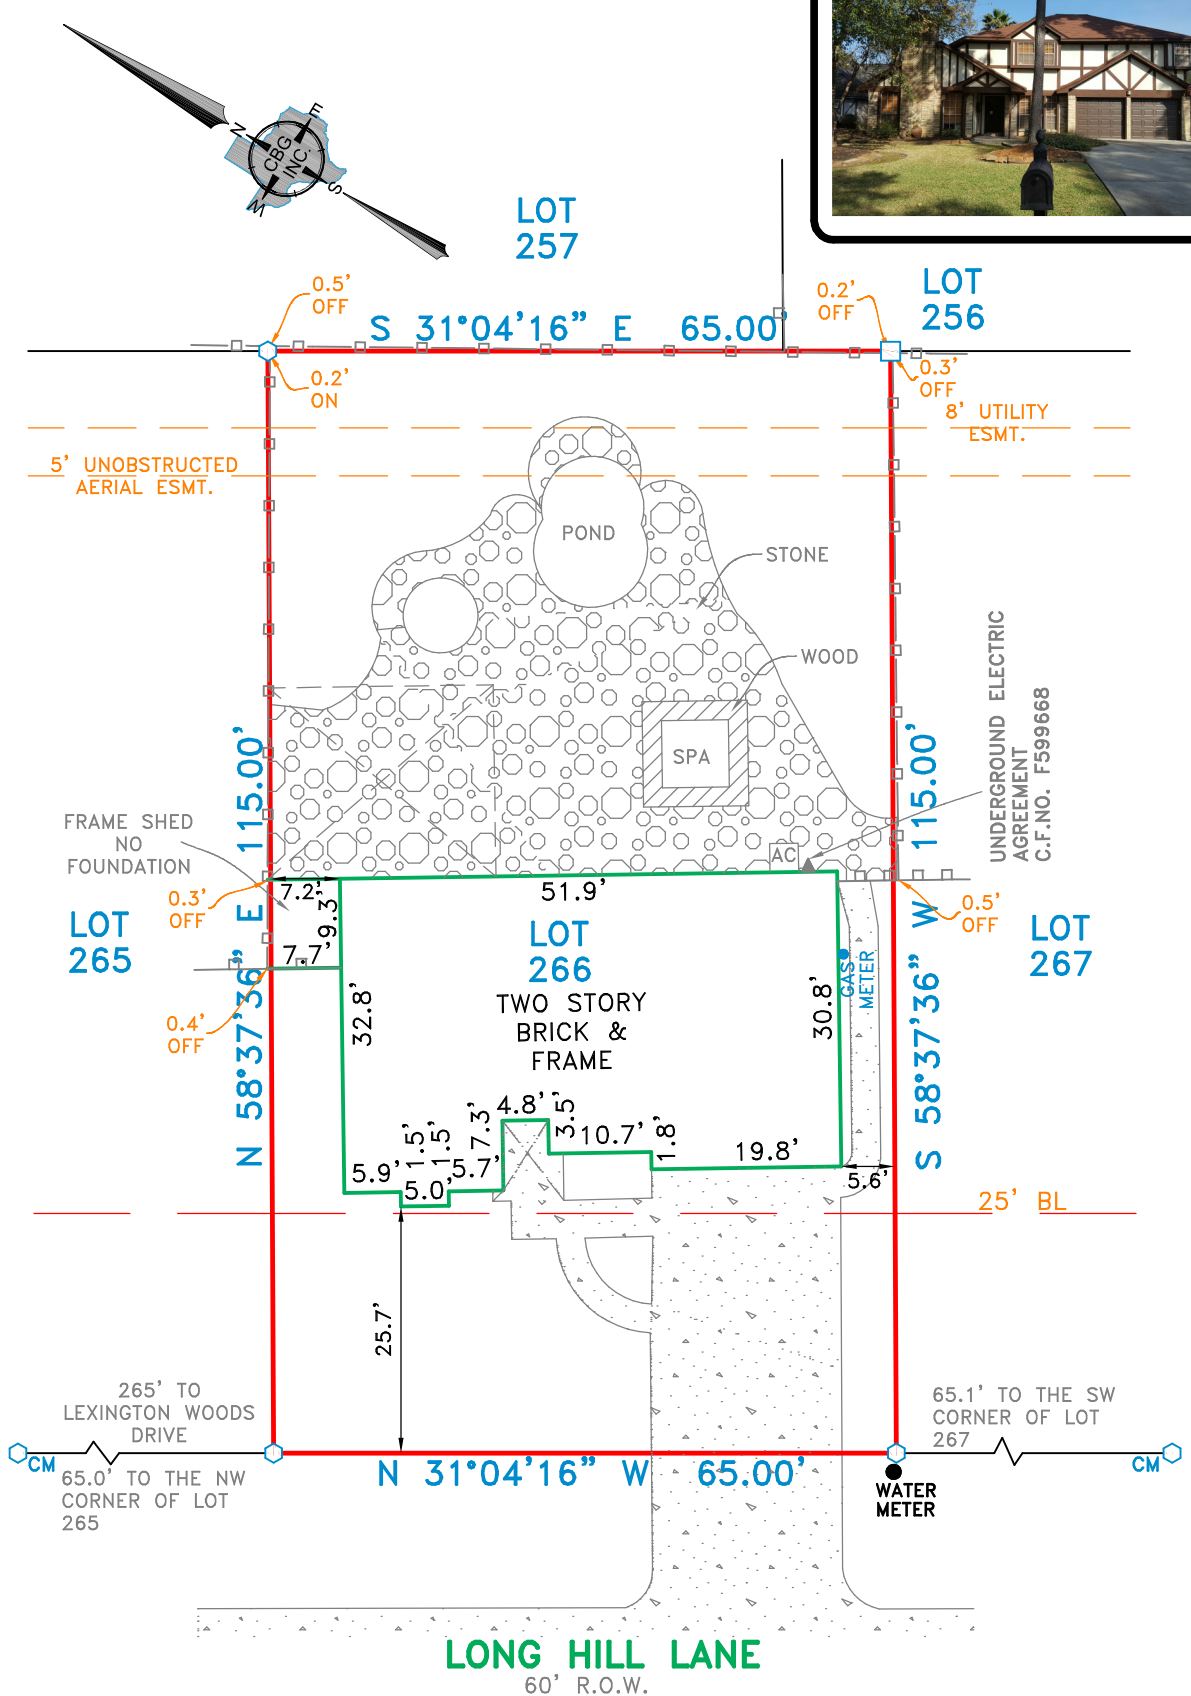 N
E
CBG
INC.
W
S
LOT
257
LOT
256
0.5'
OFF
0.2'
OFF
S 31°04'16" E 65.00'
0.2'
ON
0.3'
OFF
8' UTILITY
ESMT.
5' UNOBSTRUCTED
AERIAL ESMT.
POND
STONE
WOOD
SPA
UNDERGROUND ELECTRIC
AGREEMENT
C.F.NO. F599668
N 58°37'36" E 115.00'
S 58°37'36" W 115.00'
FRAME SHED
NO
FOUNDATION
AC
0.3'
OFF
7.2'
51.9'
9.3'
7.7'
0.5'
OFF
LOT
265
LOT
266
LOT
267
TWO STORY
BRICK &
FRAME
GAS
METER
0.4'
OFF
32.8'
30.8'
4.8'
3.5'
7.3'
10.7'
1.8'
19.8'
1.5'
1.5'
5.9'
5.0'
5.7'
5.6'
25' BL
25.7'
265' TO
LEXINGTON WOODS
DRIVE
65.1' TO THE SW
CORNER OF LOT
267
CM
CM
65.0' TO THE NW
CORNER OF LOT
265
N 31°04'16" W 65.00'
WATER
METER
LONG HILL LANE
60' R.O.W.